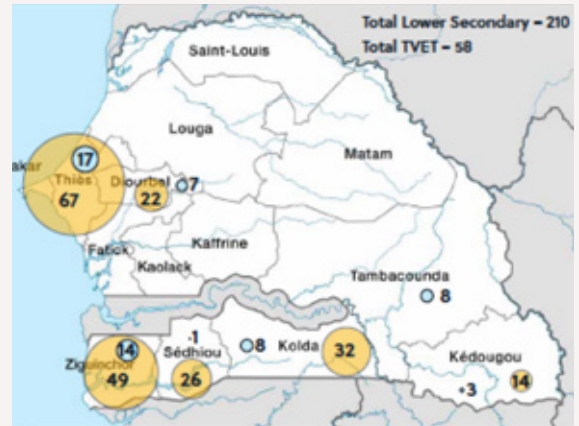 Total Lower Secondary – 210
Total TVET – 58
Saint-Louis
Louga
Matam
akar
17
Thiès
67
Diourbel
7
22
Fatick
Kaffrine
Kaolack
Tambacounda
8
-1
14
Sédhiou
8
Kolda
32
Ziguinchor
49
26
Kédougou
14
+3